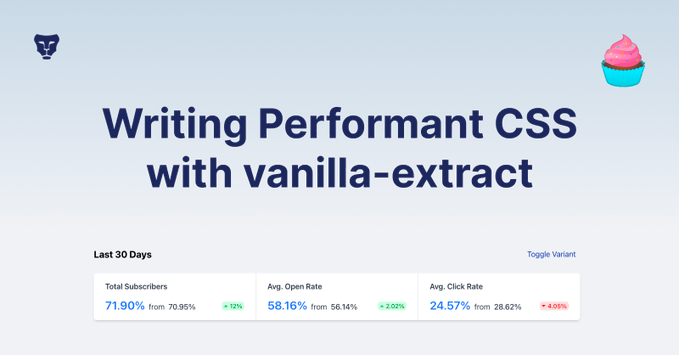 Writing Performant CSS
with vanilla-extract
Last 30 Days
Toggle Variant
Total Subscribers
71.90% from 70.95% 12%
Avg. Open Rate
58.16% from 56.14% 2.02%
Avg. Click Rate
24.57% from 28.62% 4.05%